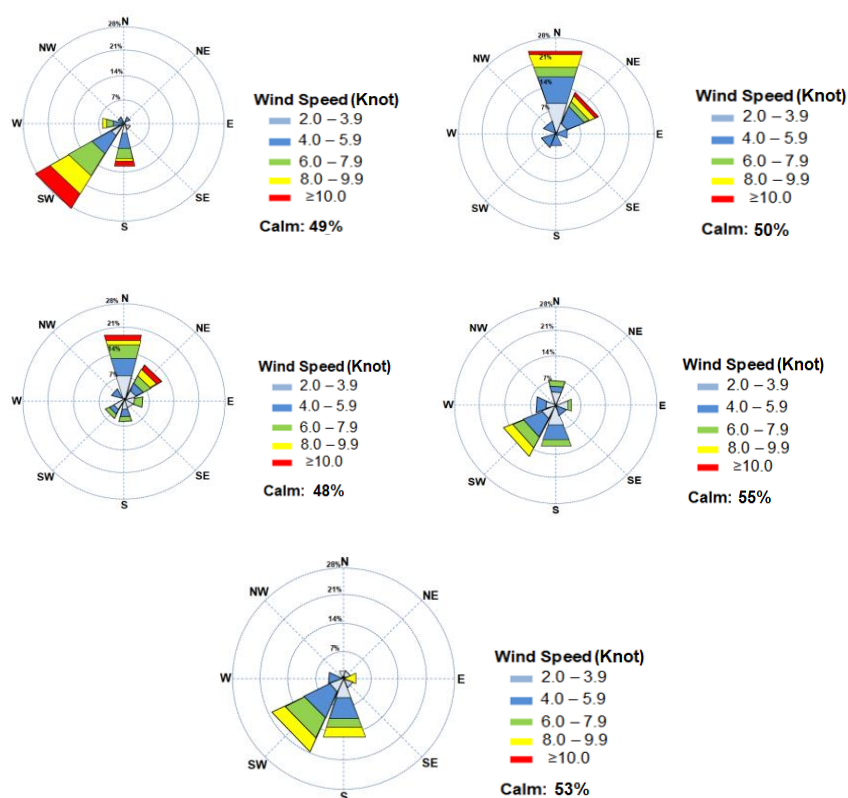 N
28%
21%
14%
7%
NW
NE
W
E
SW
SE
S
Wind Speed (Knot)
2.0 – 3.9
4.0 – 5.9
6.0 – 7.9
8.0 – 9.9
≥10.0
Calm: 49%
N
28%
21%
14%
7%
NW
NE
W
E
SW
SE
S
Wind Speed (Knot)
2.0 – 3.9
4.0 – 5.9
6.0 – 7.9
8.0 – 9.9
≥10.0
Calm: 50%
N
28%
21%
14%
7%
NW
NE
W
E
SW
SE
S
Wind Speed (Knot)
2.0 – 3.9
4.0 – 5.9
6.0 – 7.9
8.0 – 9.9
≥10.0
Calm: 48%
N
28%
21%
14%
7%
NW
NE
W
E
SW
SE
S
Wind Speed (Knot)
2.0 – 3.9
4.0 – 5.9
6.0 – 7.9
8.0 – 9.9
≥10.0
Calm: 55%
N
28%
21%
14%
7%
NW
NE
W
E
SW
SE
S
Wind Speed (Knot)
2.0 – 3.9
4.0 – 5.9
6.0 – 7.9
8.0 – 9.9
≥10.0
Calm: 53%